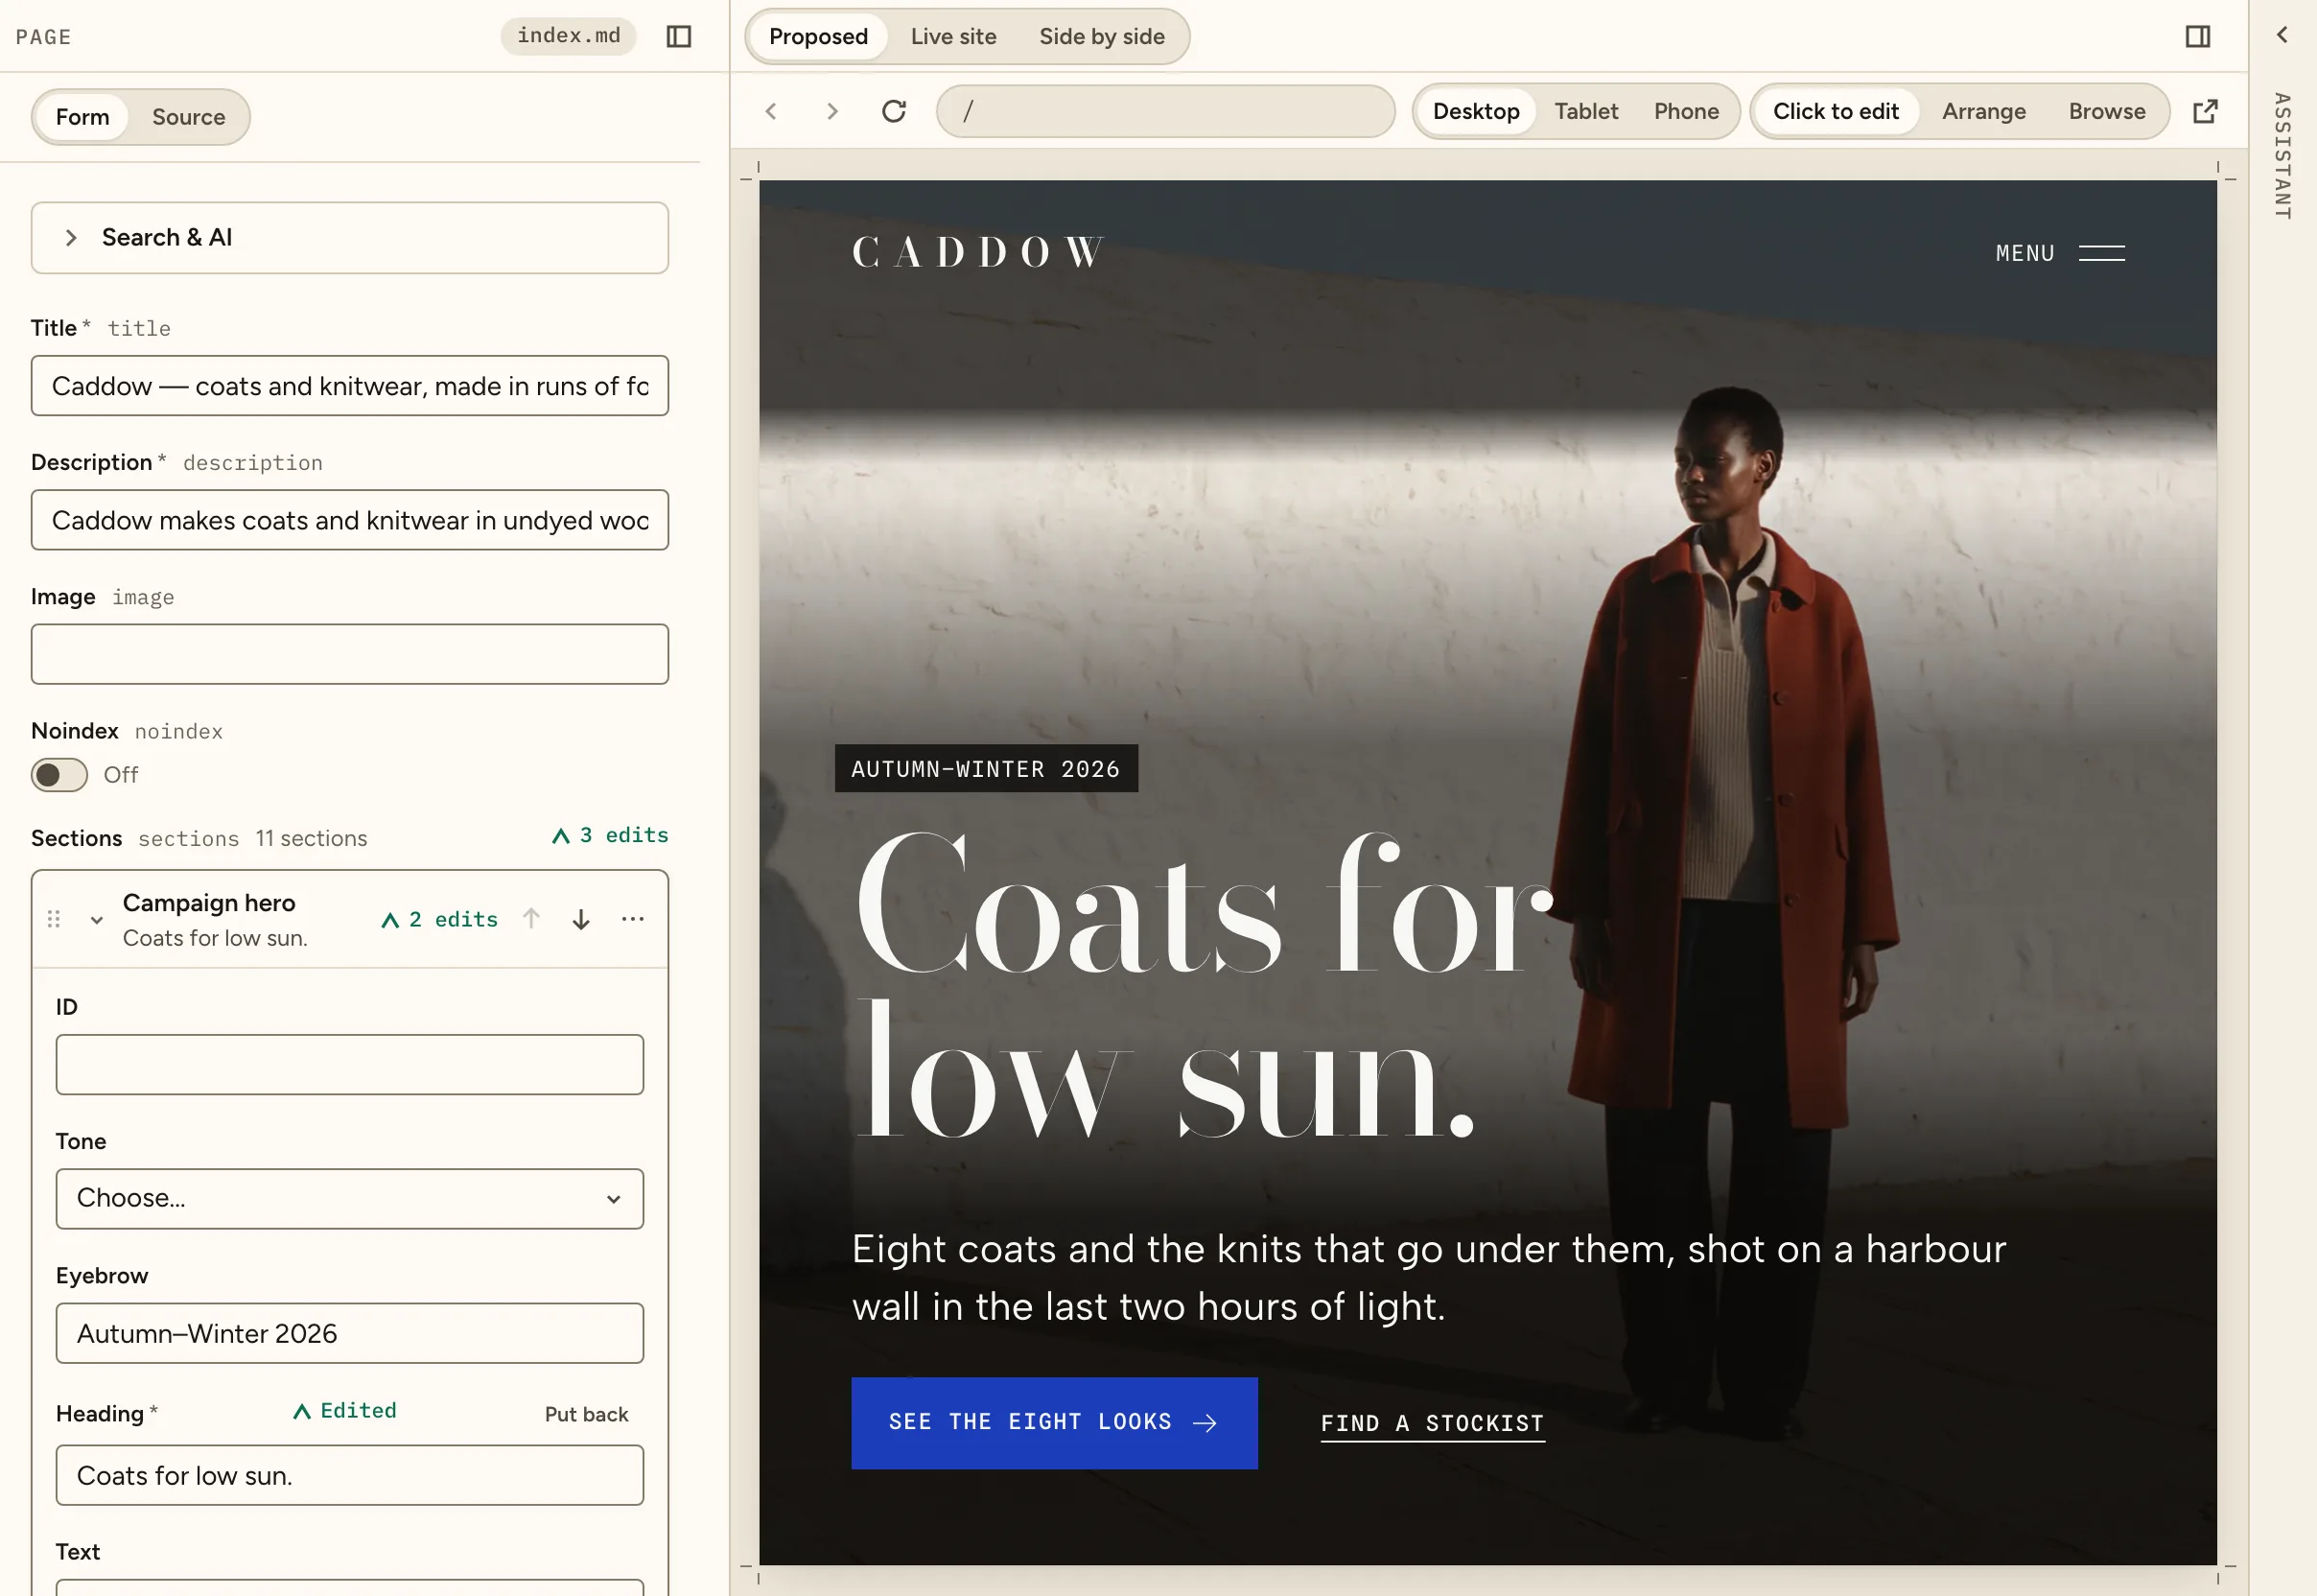 PAGE
index.md
Form
Source
Search & AI
Title* title
Caddow — coats and knitwear, made in runs of fo
Description* description
Caddow makes coats and knitwear in undyed woo
Image image
Noindex noindex
Off
Sections sections 11 sections
3 edits
Campaign hero
Coats for low sun.
2 edits
ID
Tone
Choose...
Eyebrow
Autumn–Winter 2026
Heading*
Edited
Put back
Coats for low sun.
Text
Proposed
Live site
Side by side
/
Desktop
Tablet
Phone
Click to edit
Arrange
Browse
CADDOW
MENU
AUTUMN–WINTER 2026
Coats for
low sun.
Eight coats and the knits that go under them, shot on a harbour
wall in the last two hours of light.
SEE THE EIGHT LOOKS →
FIND A STOCKIST
ASSISTANT